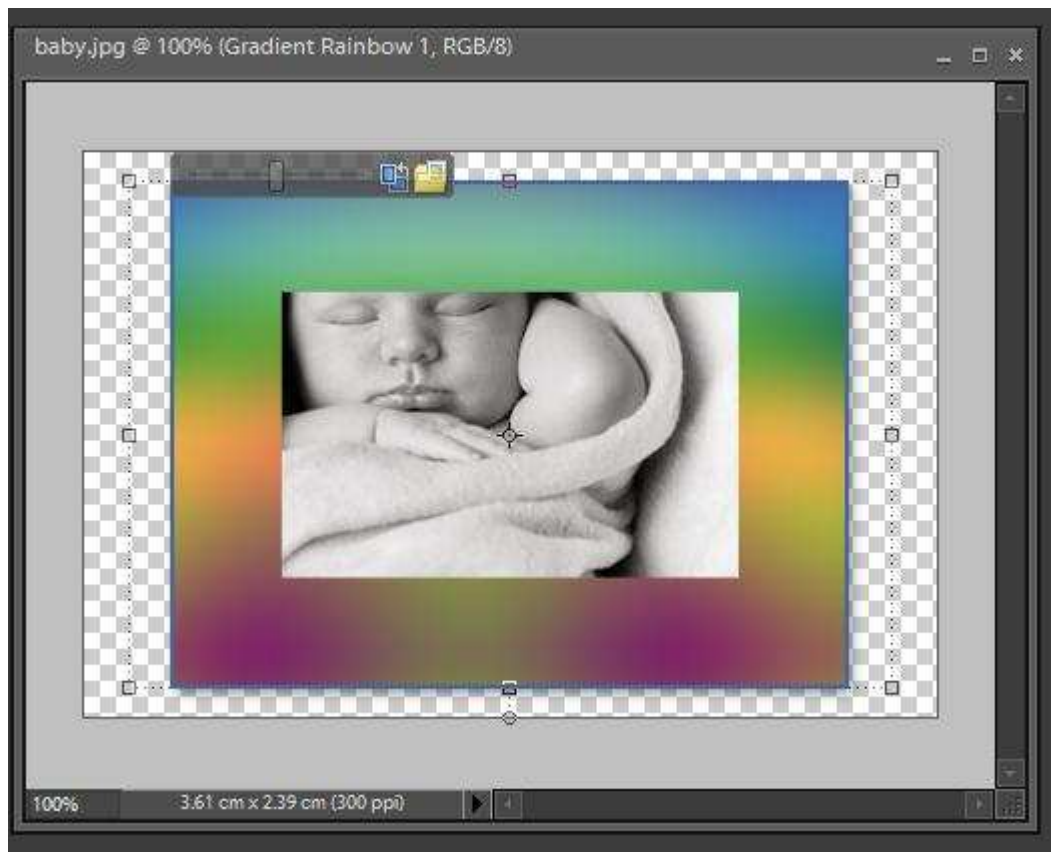 baby.jpg @ 100% (Gradient Rainbow 1, RGB/8)
100%
3.61 cm x 2.39 cm (300 ppi)